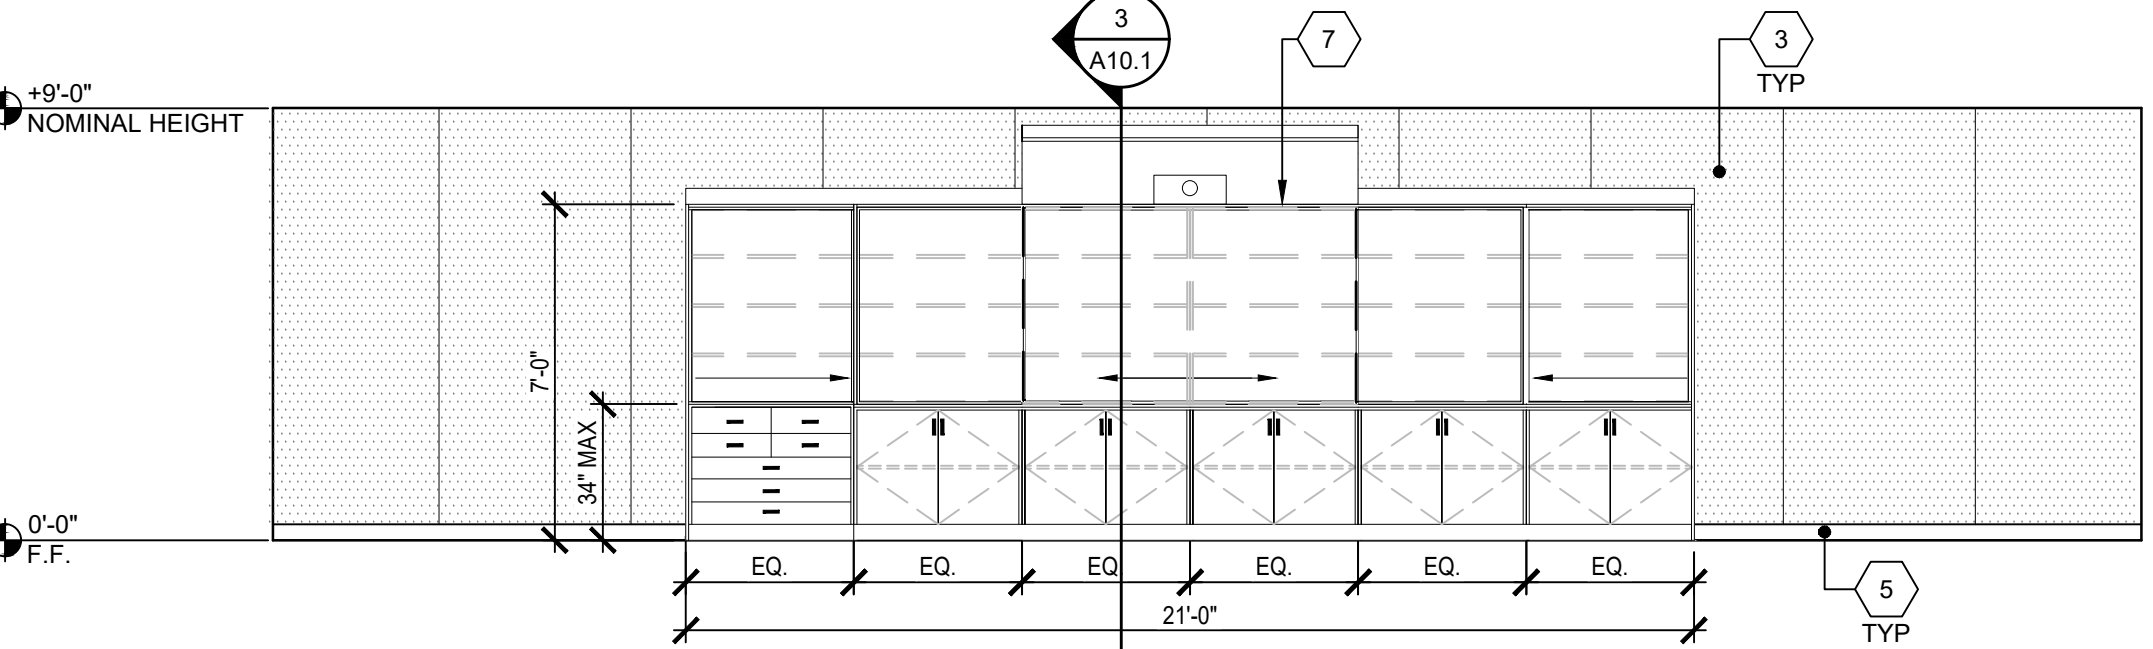 3
A10.1
7
3
TYP
+9'-0"
NOMINAL HEIGHT
7'-0"
34" MAX
0'-0"
F.F.
EQ.
EQ.
EQ
EQ.
EQ.
EQ.
21'-0"
5
TYP